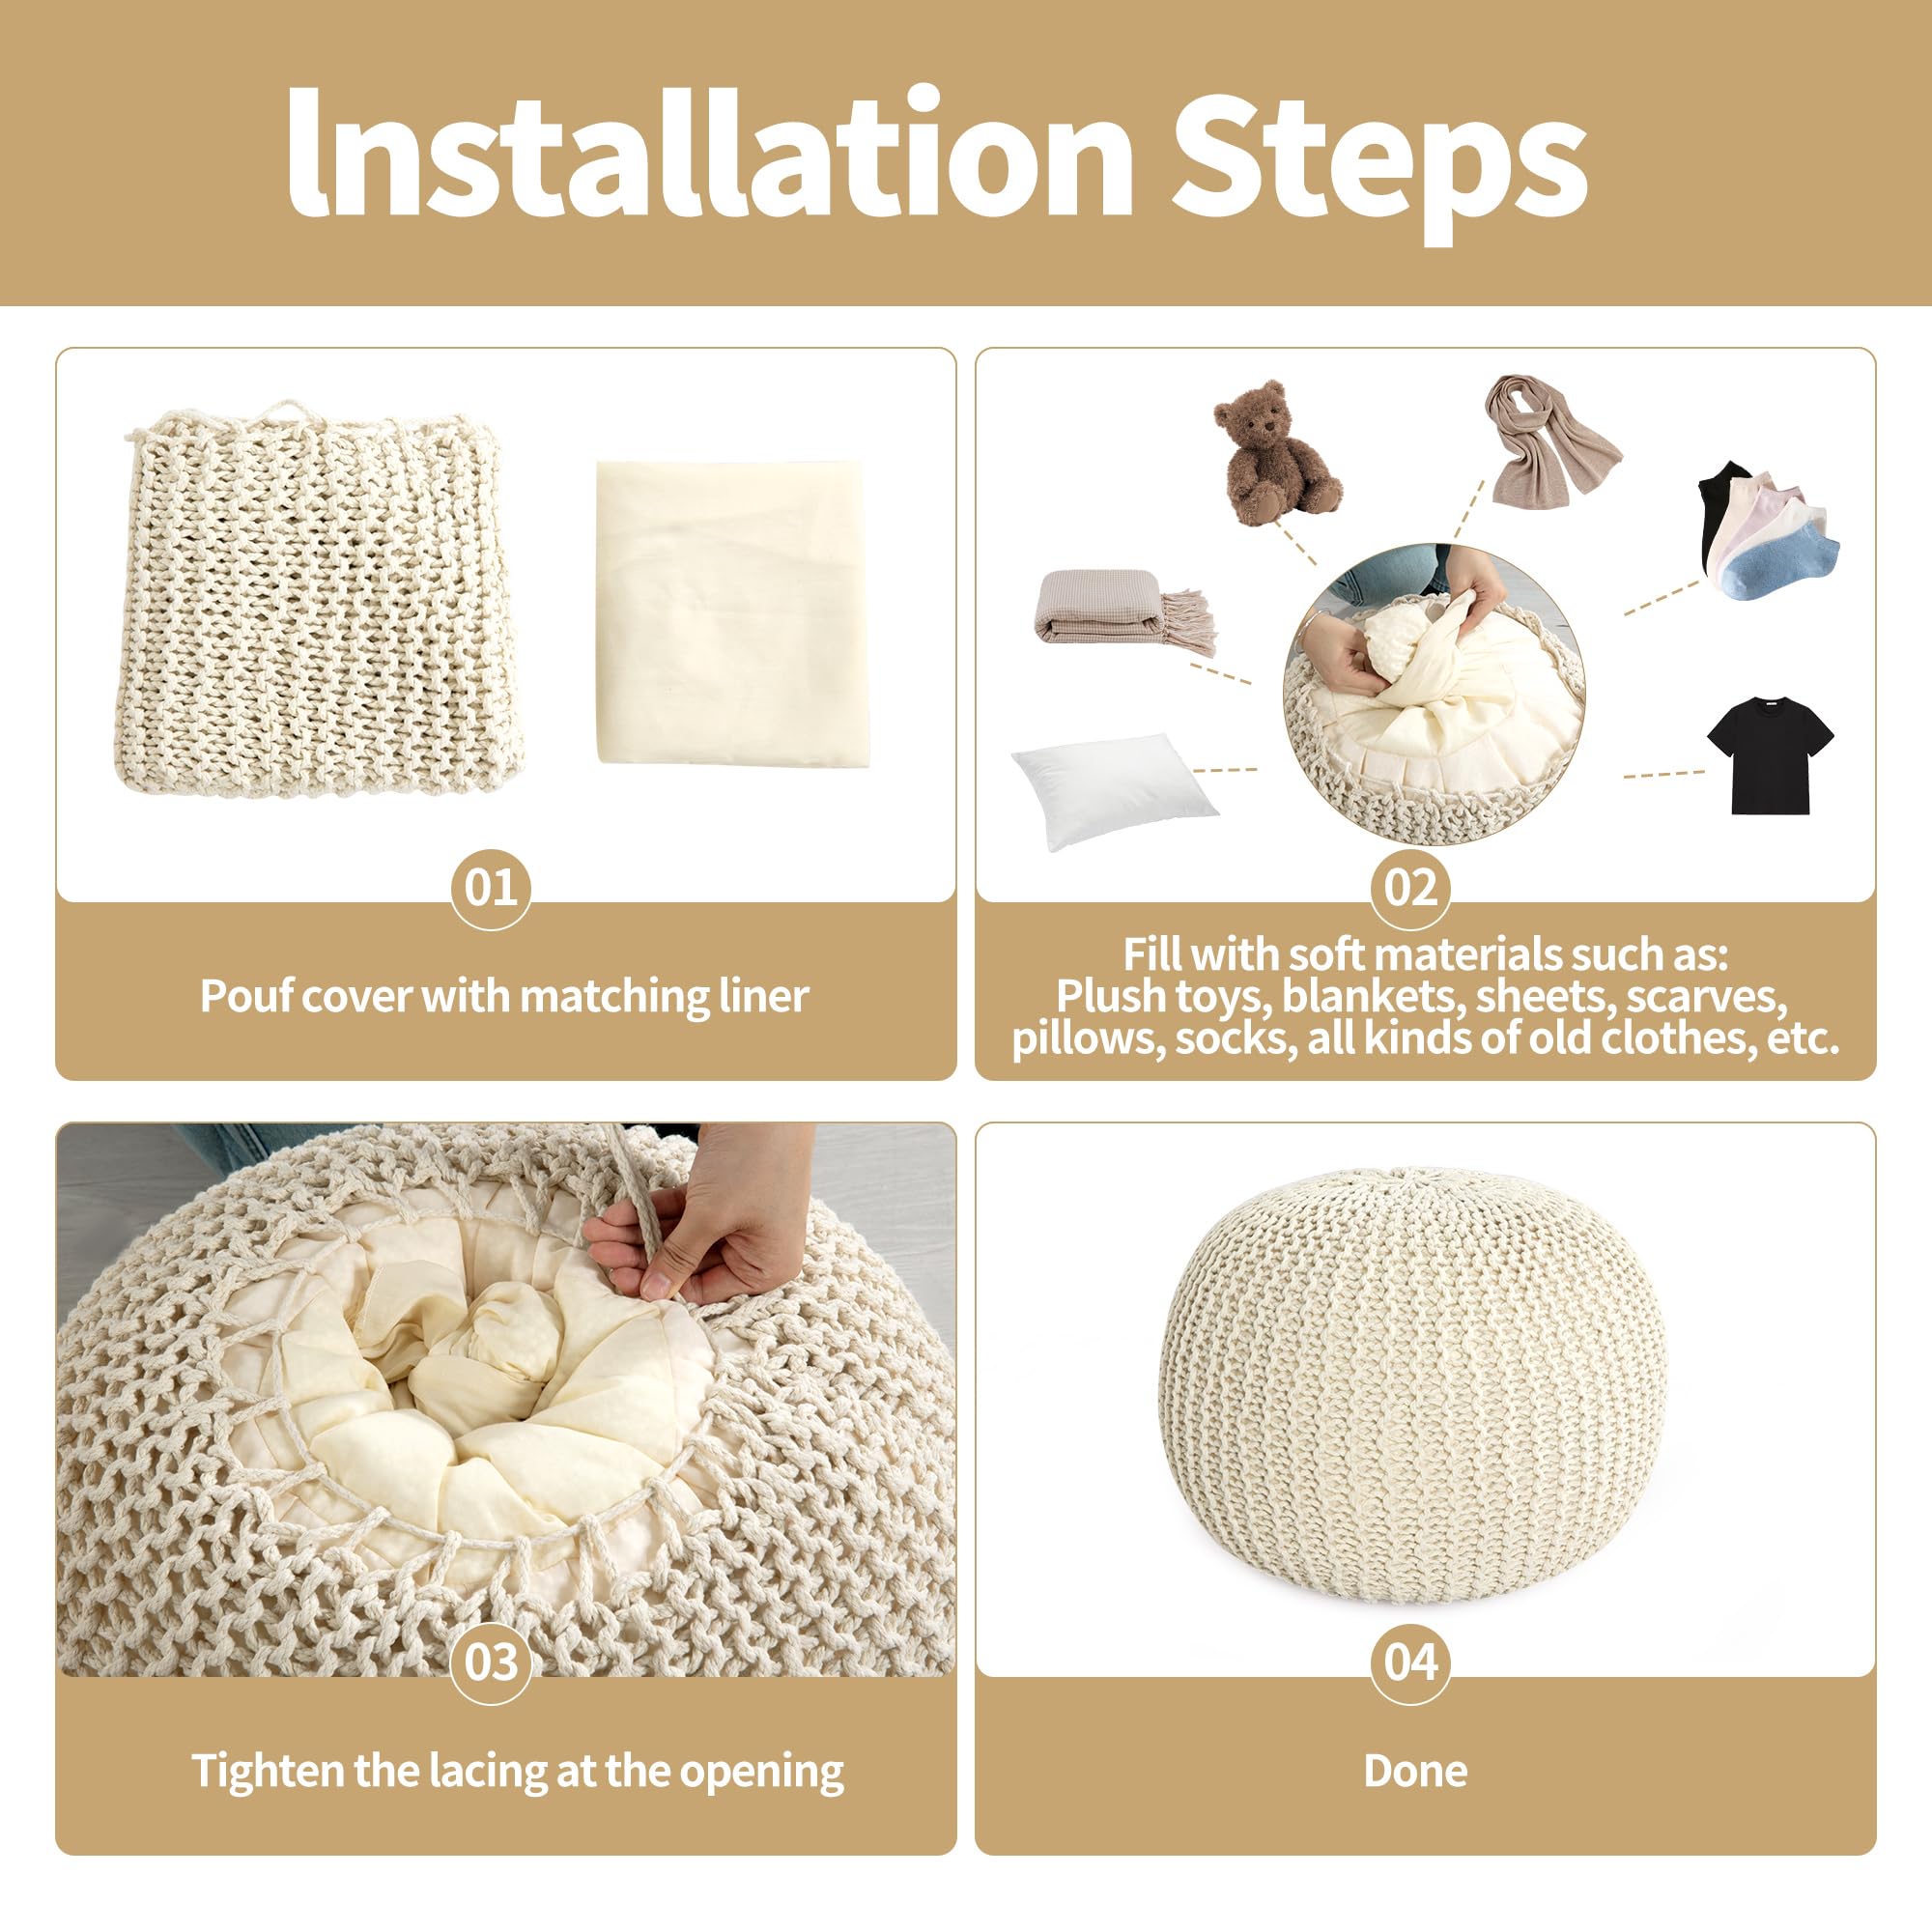 Installation Steps
01
Pouf cover with matching liner
02
Fill with soft materials such as:
Plush toys, blankets, sheets, scarves,
pillows, socks, all kinds of old clothes, etc.
03
Tighten the lacing at the opening
04
Done